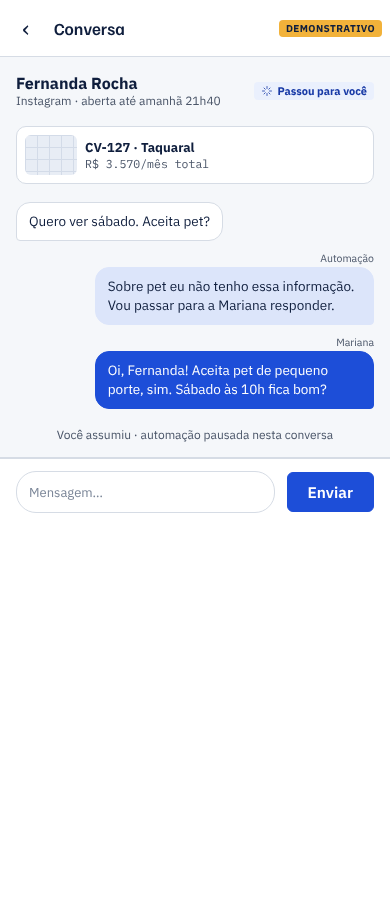 Conversa
DEMONSTRATIVO
Fernanda Rocha
Instagram · aberta até amanhã 21h40
Passou para você
CV-127 · Taquaral
R$ 3.570/mês total
Quero ver sábado. Aceita pet?
Automação
Sobre pet eu não tenho essa informação.
Vou passar para a Mariana responder.
Mariana
Oi, Fernanda! Aceita pet de pequeno
porte, sim. Sábado às 10h fica bom?
Você assumiu · automação pausada nesta conversa
Mensagem...
Enviar